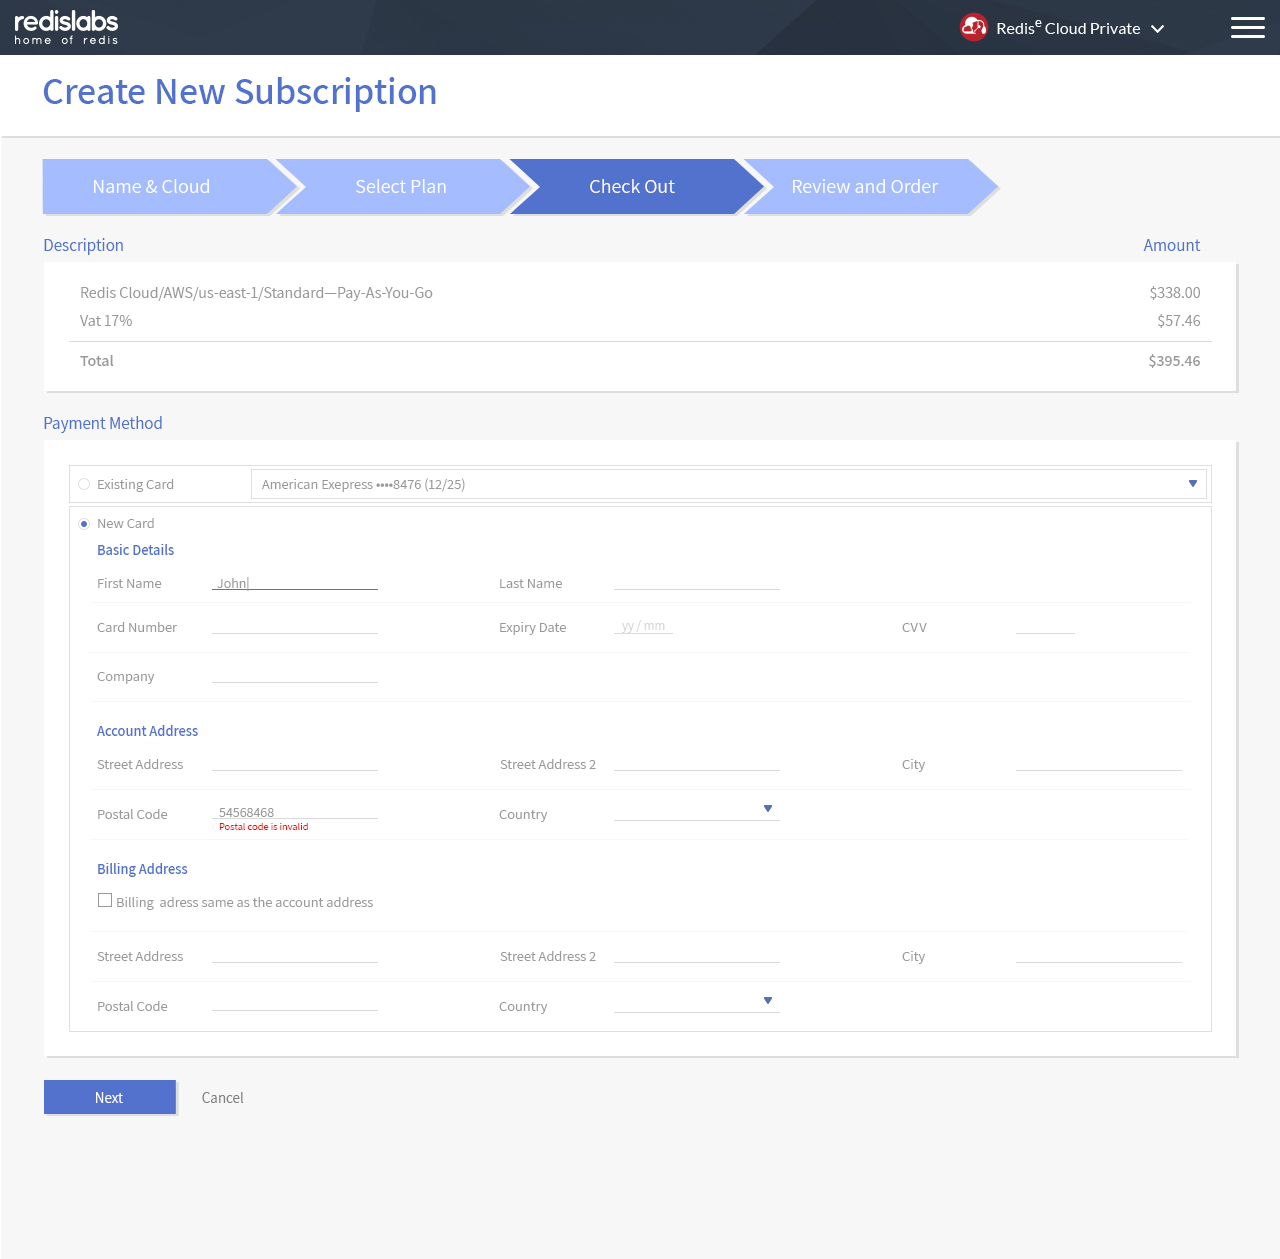 redislabs
home of redis
Redisᵉ Cloud Private
Create New Subscription
Name & Cloud
Select Plan
Check Out
Review and Order
Description Amount
Redis Cloud/AWS/us-east-1/Standard—Pay-As-You-Go $338.00
Vat 17% $57.46
Total $395.46
Payment Method
Existing Card American Exepress ••••8476 (12/25)
New Card
Basic Details
First Name John Last Name
Card Number Expiry Date yy / mm CVV
Company
Account Address
Street Address Street Address 2 City
Postal Code 54568468 Country
Postal code is invalid
Billing Address
Billing adress same as the account address
Street Address Street Address 2 City
Postal Code Country
Next Cancel